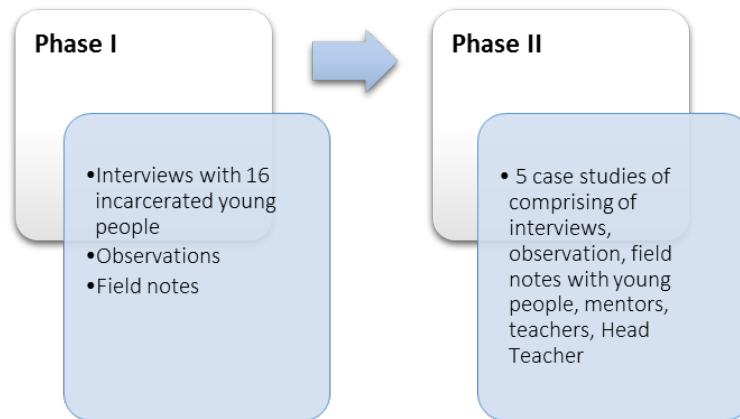 Phase I
•Interviews with 16
incarcerated young
people
•Observations
•Field notes
Phase II
• 5 case studies of
comprising of
interviews,
observation, field
notes with young
people, mentors,
teachers, Head
Teacher